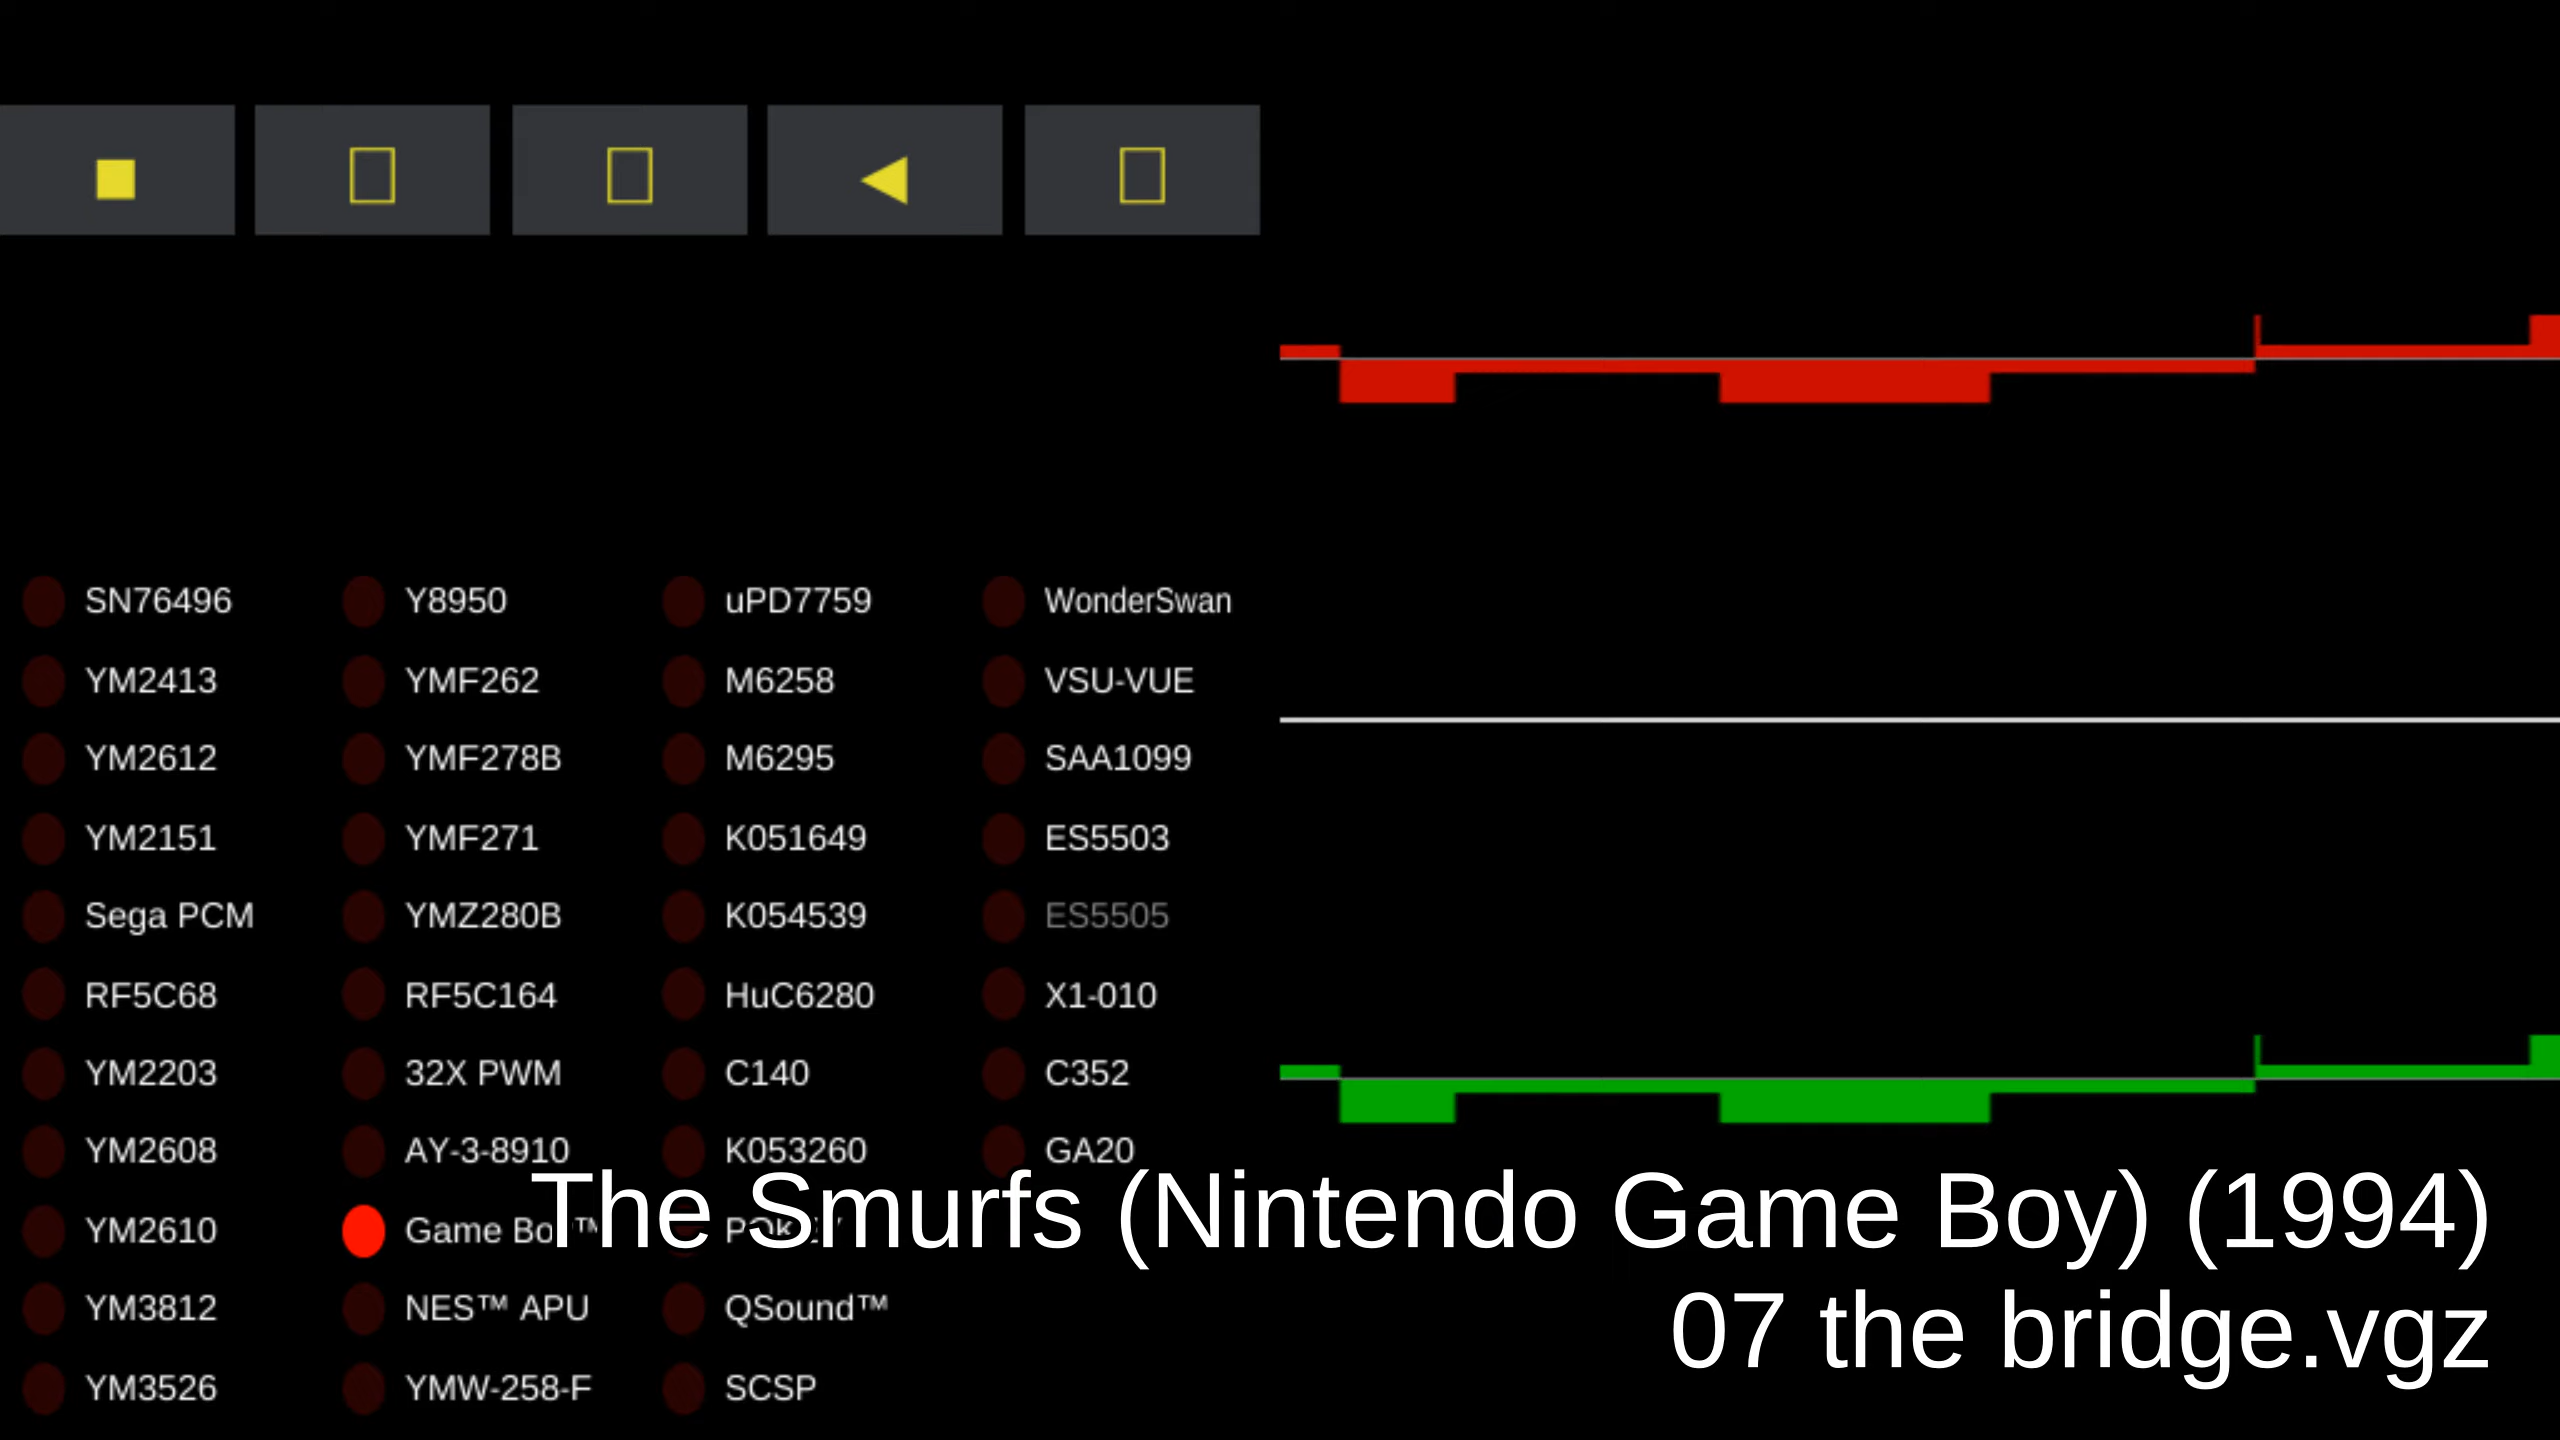 SN76496
YM2413
YM2612
YM2151
Sega PCM
RF5C68
YM2203
YM2608
YM2610
YM3812
YM3526
Y8950
YMF262
YMF278B
YMF271
YMZ280B
RF5C164
32X PWM
AY-3-8910
Game Bo
NES™ APU
YMW-258-F
uPD7759
M6258
M6295
K051649
K054539
HuC6280
C140
K053260
QSound™
SCSP
WonderSwan
VSU-VUE
SAA1099
ES5503
ES5505
X1-010
C352
GA20
The Smurfs (Nintendo Game Boy) (1994)
07 the bridge.vgz